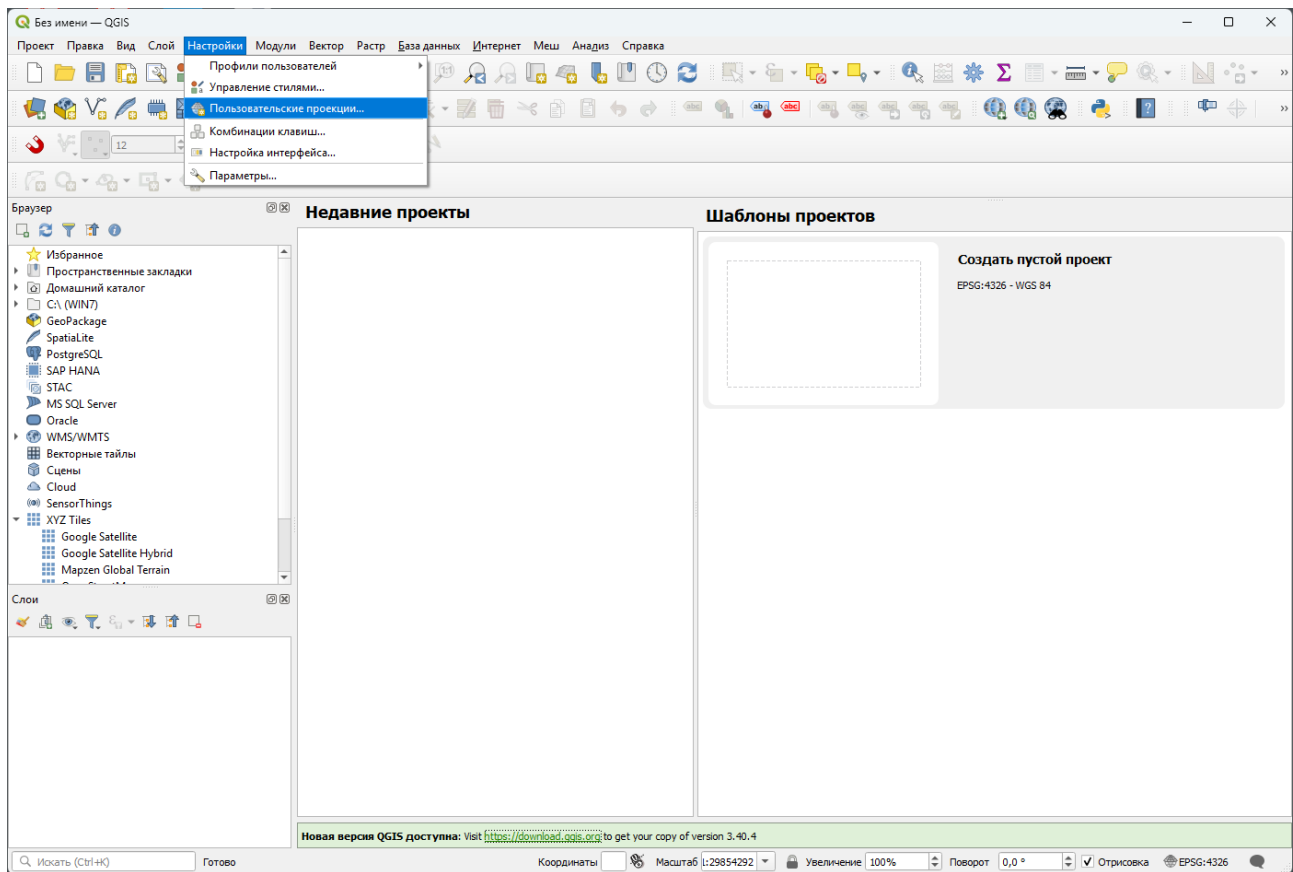 Без имени — QGIS
Проект Правка Вид Слой Настройки Модули Вектор Растр База данных Интернет Меш Анализ Справка
Профили пользователей
Управление стилями...
Пользовательские проекции...
Комбинации клавиш...
Настройка интерфейса...
Параметры...
12
Браузер
Избранное
Пространственные закладки
Домашний каталог
C:\ (WIN7)
GeoPackage
SpatiaLite
PostgreSQL
SAP HANA
STAC
MS SQL Server
Oracle
WMS/WMTS
Векторные тайлы
Сцены
Cloud
SensorThings
XYZ Tiles
Google Satellite
Google Satellite Hybrid
Mapzen Global Terrain
Слои
Недавние проекты
Шаблоны проектов
Создать пустой проект
EPSG:4326 - WGS 84
Новая версия QGIS доступна: Visit https://download.qgis.org to get your copy of version 3.40.4
Искать (Ctrl+K) Готово Координаты Масштаб 1:29854292 Увеличение 100% Поворот 0,0 ° Отрисовка EPSG:4326